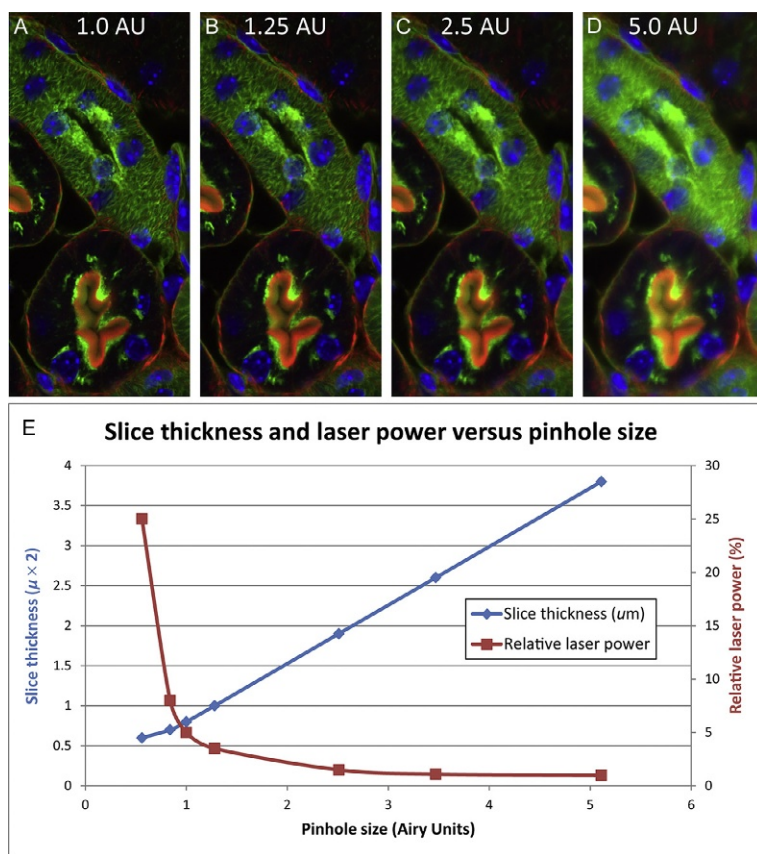 A 1.0 AU
B 1.25 AU
C 2.5 AU
D 5.0 AU
E
Slice thickness and laser power versus pinhole size
4
3.5
3
2.5
2
1.5
1
0.5
0
Slice thickness (μ × 2)
30
25
20
15
10
5
0
Relative laser power (%)
Slice thickness (um)
Relative laser power
0 1 2 3 4 5 6
Pinhole size (Airy Units)